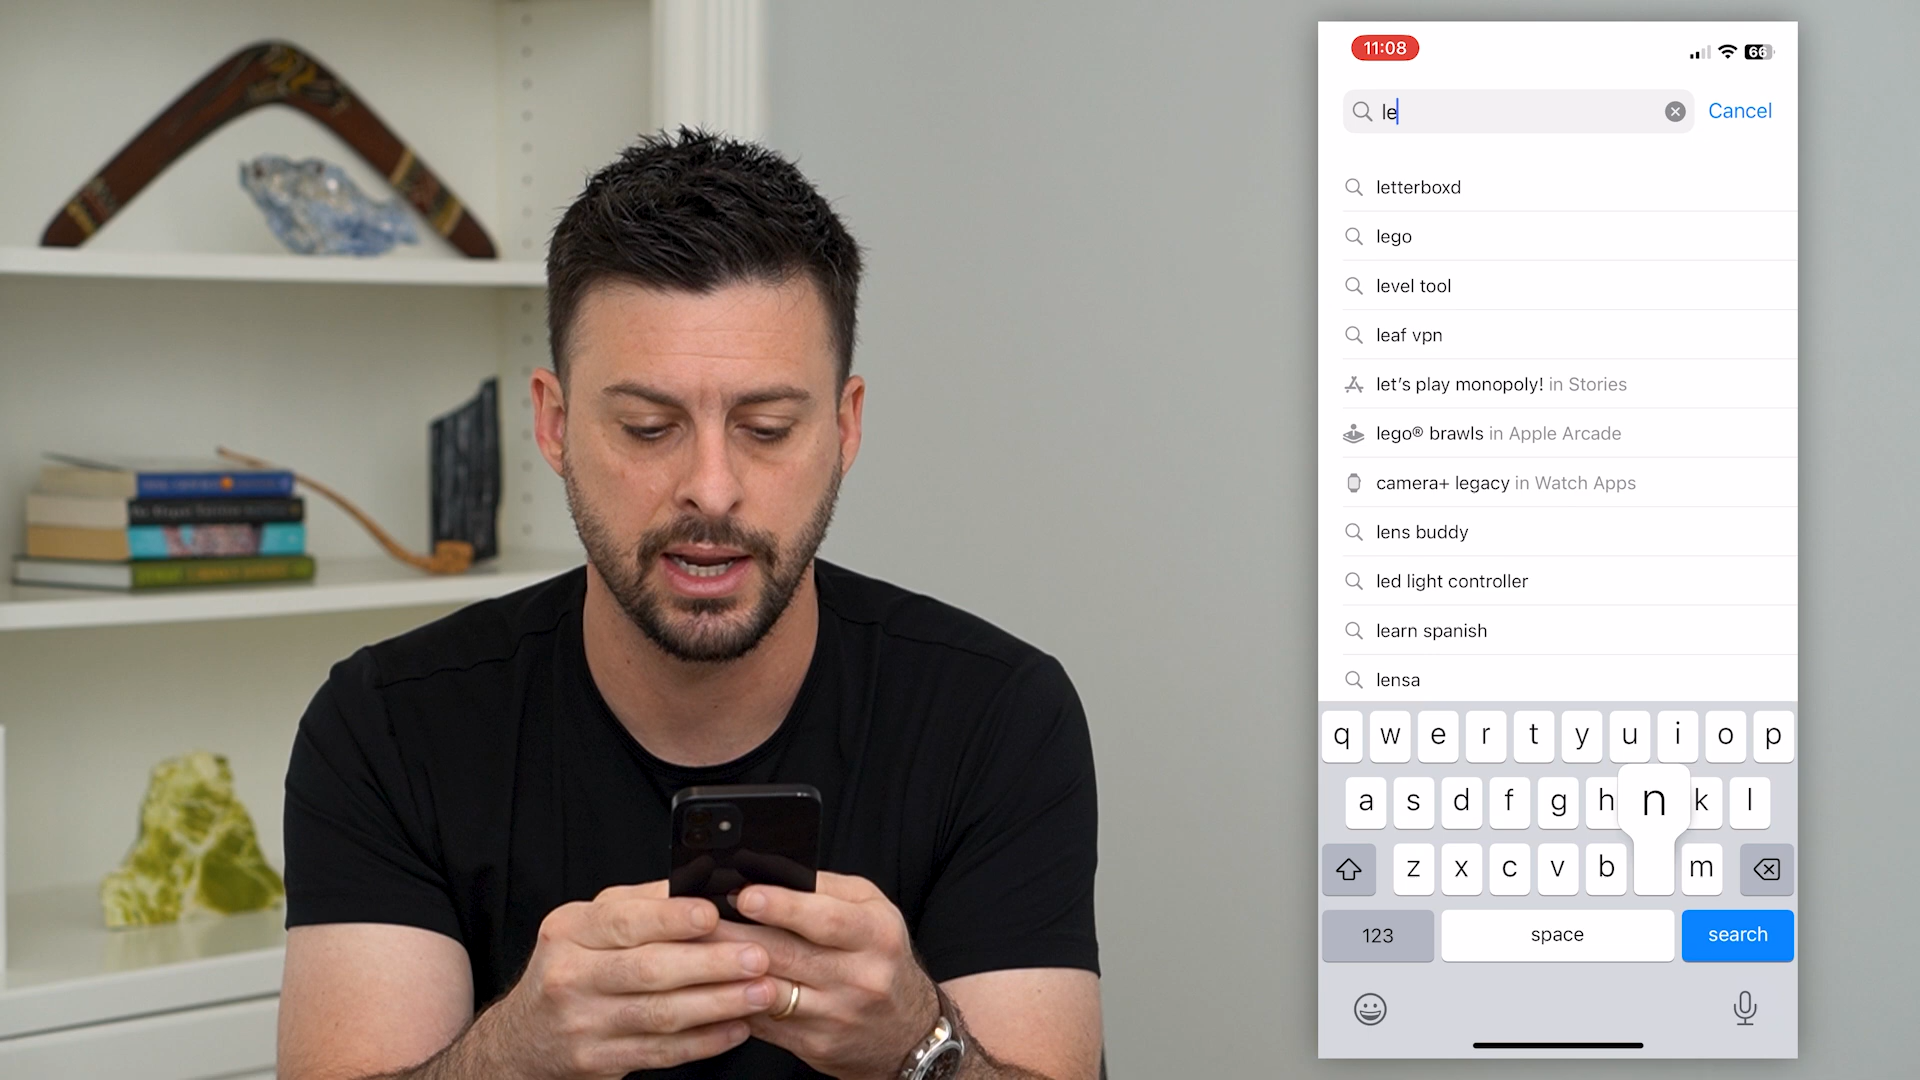 11:08
66
le
Cancel
letterboxd
lego
level tool
leaf vpn
let's play monopoly! in Stories
lego® brawls in Apple Arcade
camera+ legacy in Watch Apps
lens buddy
led light controller
learn spanish
lensa
q w e r t y u i o p
a s d f g h n k l
z x c v b m
123 space search